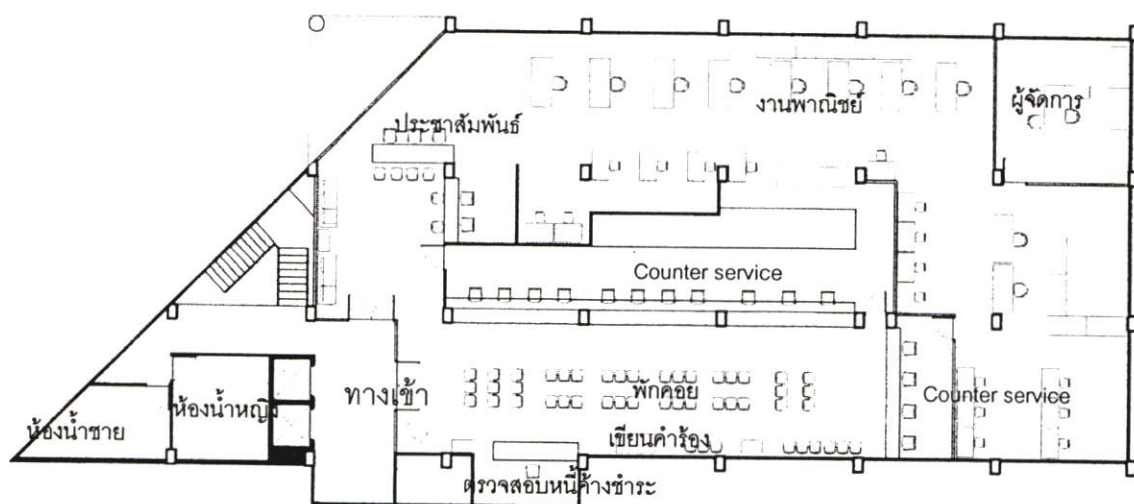 งานพาณิชย์
ผู้จัดการ
ประชาสัมพันธ์
Counter service
ทางเข้า
พักคอย
Counter service
ห้องน้ำหญิง
ห้องน้ำชาย
เขียนคำร้อง
ตรวจสอบหนี้ค้างชำระ